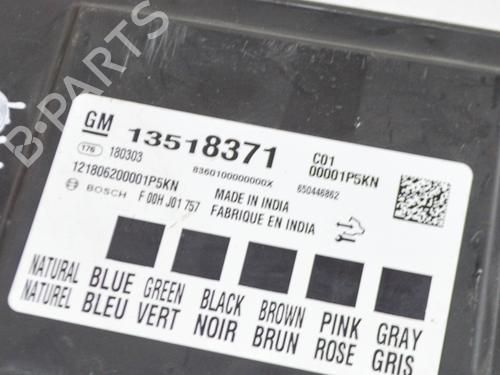 B-PARTS
GM 13518371 C01
176 180303 8360100000000X 00001P5KN
121806200001P5KN 650446862
BOSCH F 00H J01 757 MADE IN INDIA
FABRIQUE EN INDIA
NATURAL BLUE GREEN BLACK BROWN PINK GRAY
NATUREL BLEU VERT NOIR BRUN ROSE GRIS